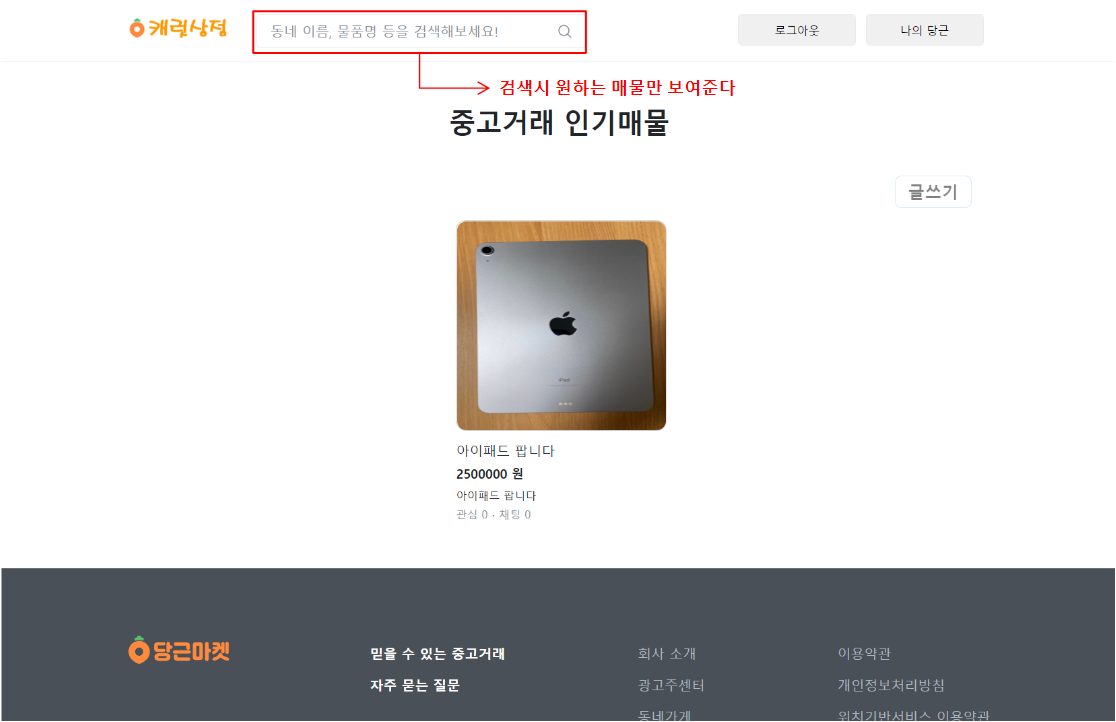 캐럿상점
동네 이름, 물품명 등을 검색해보세요!
로그아웃
나의 당근
검색시 원하는 매물만 보여준다
중고거래 인기매물
글쓰기
iPad
아이패드 팝니다
2500000 원
아이패드 팝니다
관심 0 · 채팅 0
당근마켓
믿을 수 있는 중고거래
회사 소개
이용약관
자주 묻는 질문
광고주센터
개인정보처리방침
동네가게
위치기반서비스 이용약관